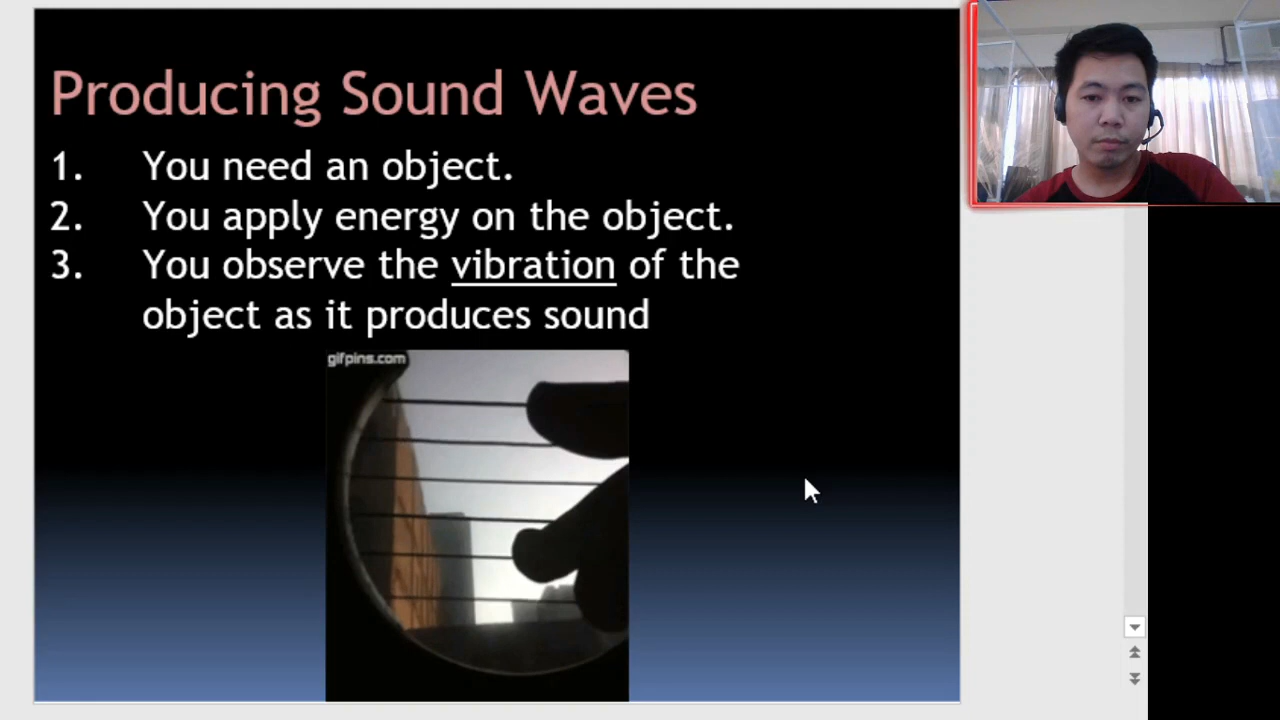 Producing Sound Waves
1. You need an object.
2. You apply energy on the object.
3. You observe the vibration of the
object as it produces sound
gifpins.com